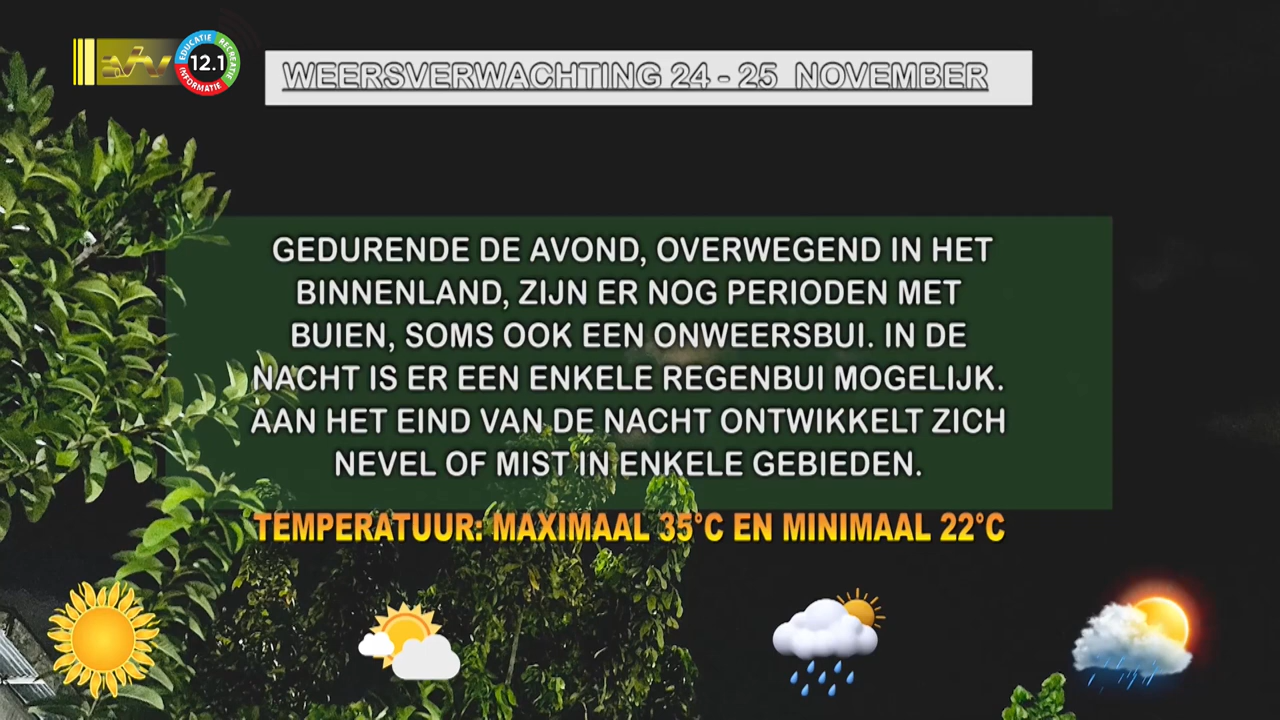 EDUCATIE
RECREATIE
INFORMATIE
12.1
WEERSVERWACHTING 24 - 25 NOVEMBER
GEDURENDE DE AVOND, OVERWEGEND IN HET
BINNENLAND, ZIJN ER NOG PERIODEN MET
BUIEN, SOMS OOK EEN ONWEERSBUI. IN DE
NACHT IS ER EEN ENKELE REGENBUI MOGELIJK.
AAN HET EIND VAN DE NACHT ONTWIKKELT ZICH
NEVEL OF MIST IN ENKELE GEBIEDEN.
TEMPERATUUR: MAXIMAAL 35°C EN MINIMAAL 22°C